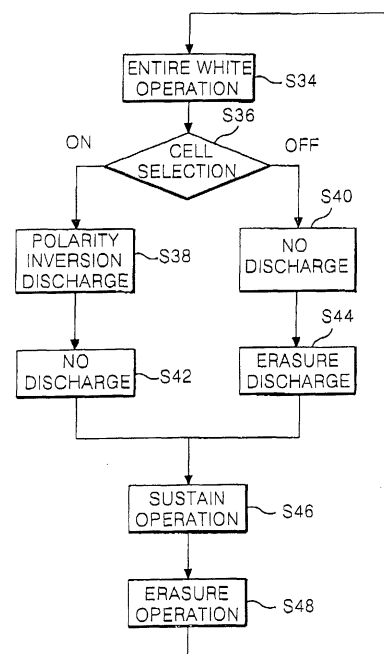 ENTIRE WHITE
OPERATION
S34
S36
ON
CELL
SELECTION
OFF
S40
POLARITY
INVERSION
DISCHARGE
S38
NO
DISCHARGE
S44
NO
DISCHARGE
S42
ERASURE
DISCHARGE
SUSTAIN
OPERATION
S46
ERASURE
OPERATION
S48